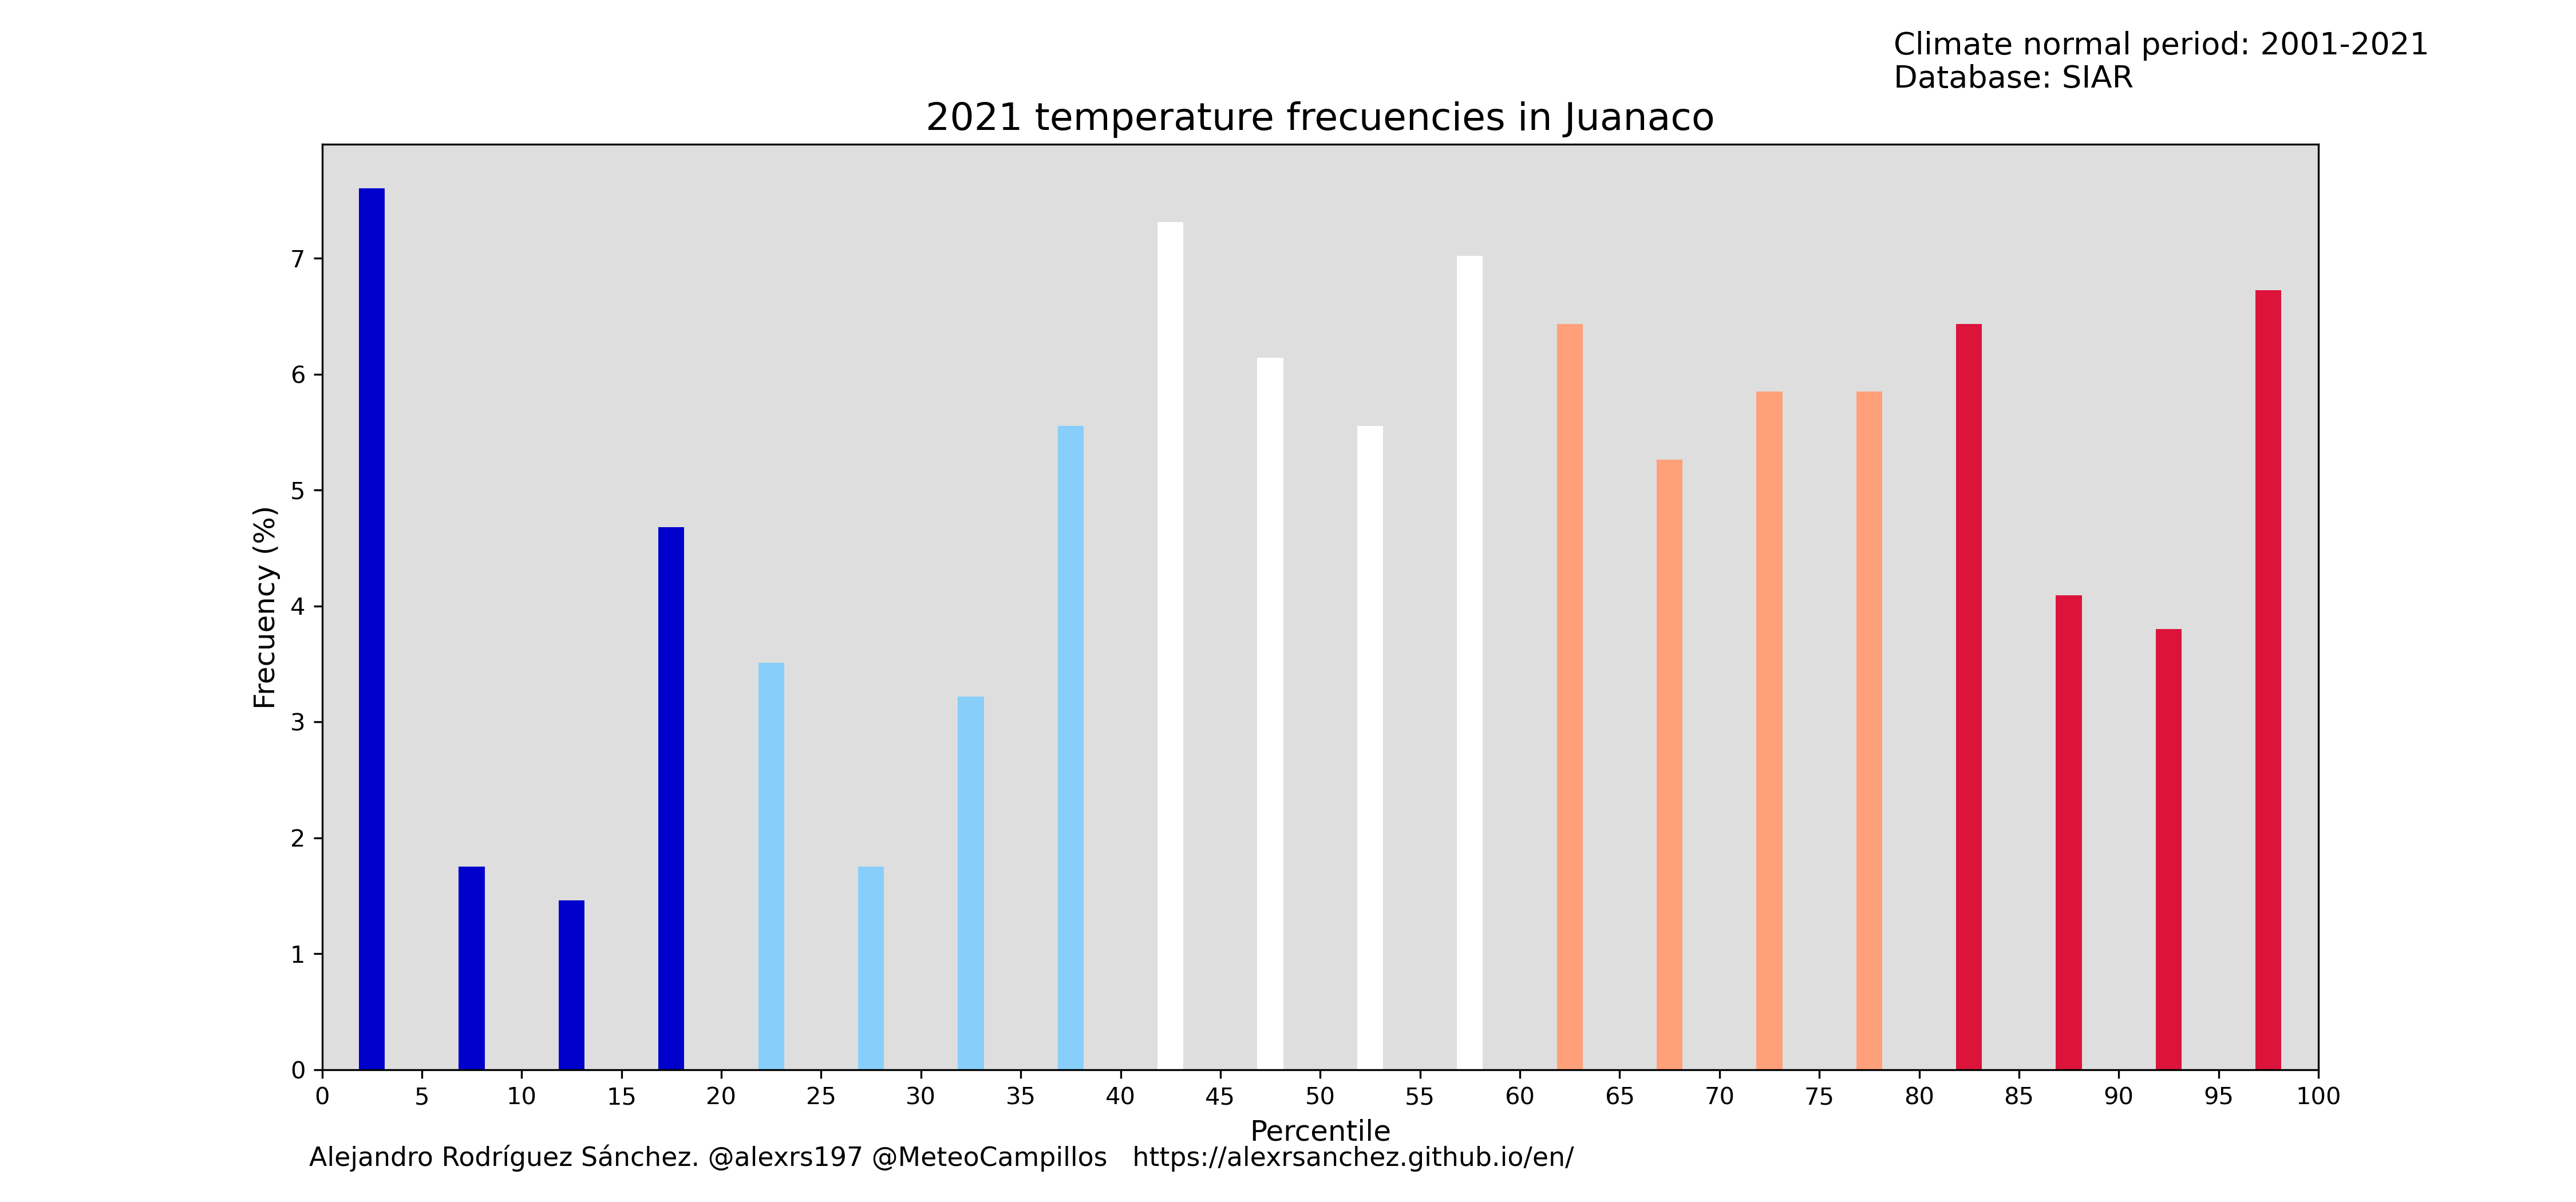 Climate normal period: 2001-2021
Database: SIAR
2021 temperature frecuencies in Juanaco
Frecuency (%)
7
6
5
4
3
2
1
0
0 5 10 15 20 25 30 35 40 45 50 55 60 65 70 75 80 85 90 95 100
Percentile
Alejandro Rodríguez Sánchez. @alexrs197 @MeteoCampillos https://alexrsanchez.github.io/en/